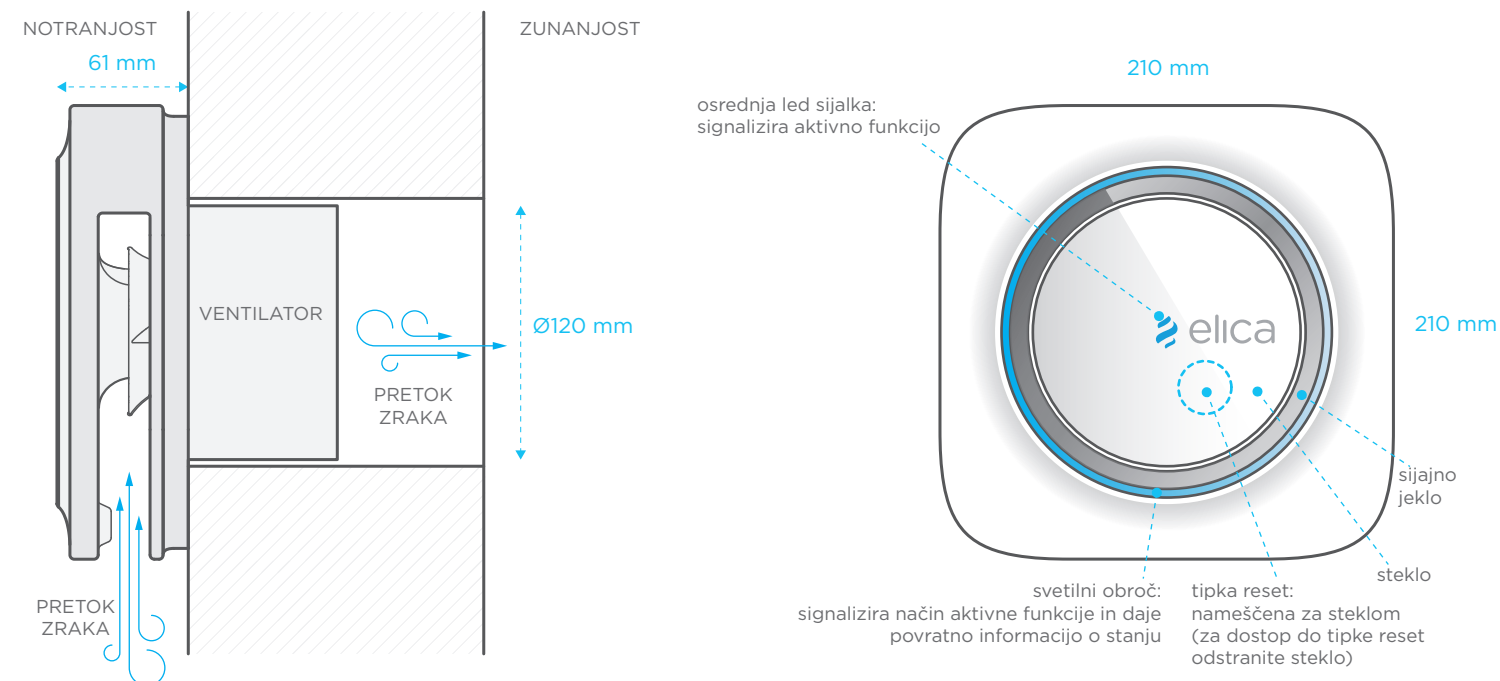 NOTRANJOST
ZUNANJOST
61 mm
VENTILATOR
Ø120 mm
PRETOK
ZRAKA
PRETOK
ZRAKA
210 mm
osrednja led sijalka:
signalizira aktivno funkcijo
elica
210 mm
sijajno
jeklo
steklo
svetilni obroč:
signalizira način aktivne funkcije in daje
povratno informacijo o stanju
tipka reset:
nameščena za steklom
(za dostop do tipke reset
odstranite steklo)